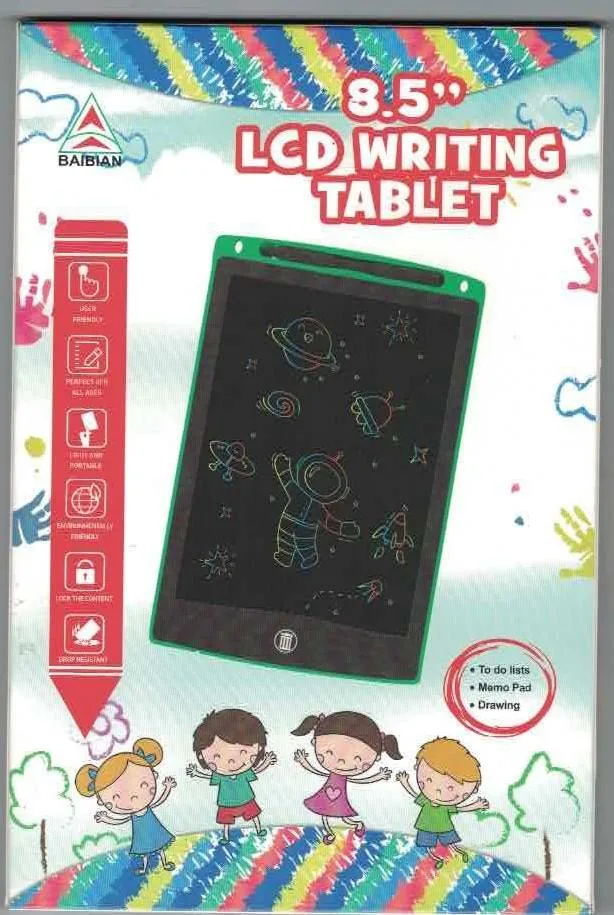 8.5”
LCD WRITING
TABLET
BAIBIAN
USER
FRIENDLY
PERFECT FOR
ALL AGES
LIGHT AND
PORTABLE
ENVIRONMENTALLY
FRIENDLY
LOCK THE CONTENT
DROP RESISTANT
• To do lists
• Memo Pad
• Drawing